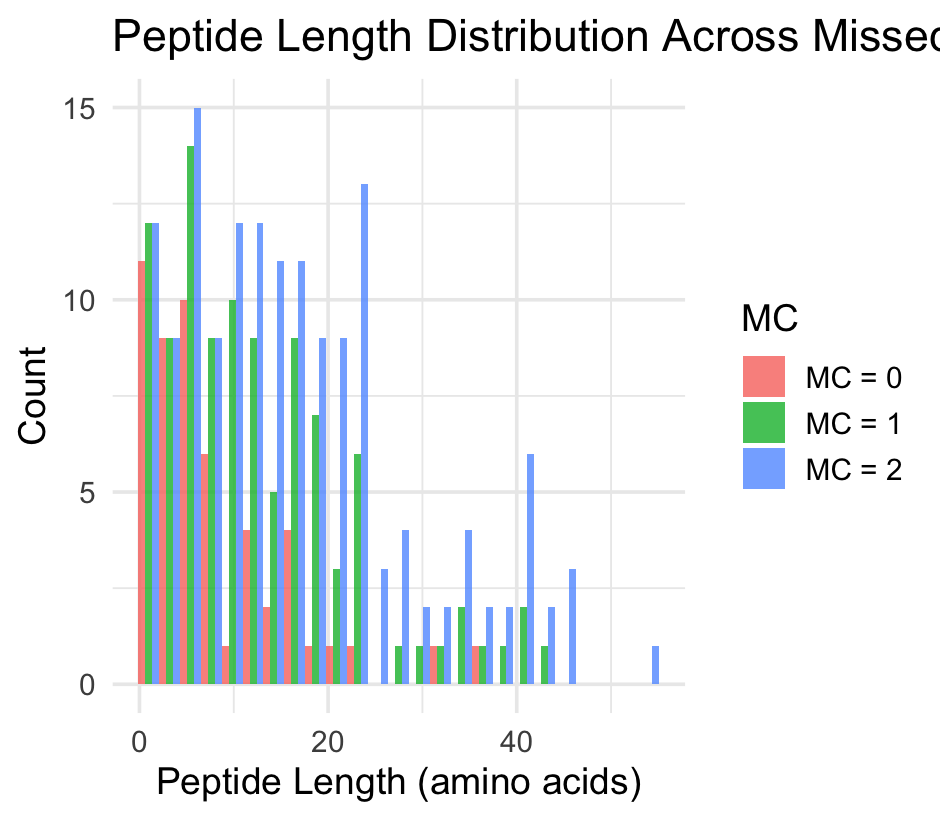 Peptide Length Distribution Across Missed
15
10
5
0
Count
0 20 40
Peptide Length (amino acids)
MC
MC = 0
MC = 1
MC = 2